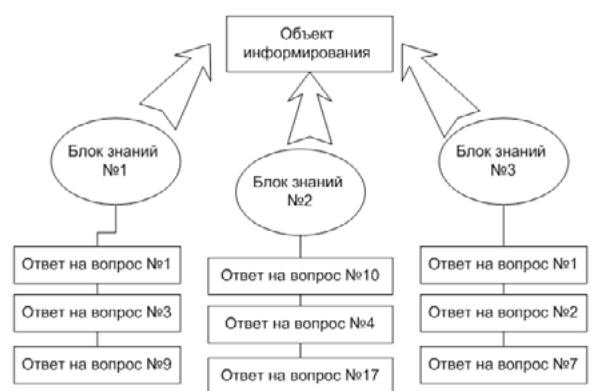 Объект
информирования
Блок знаний
№1
Блок знаний
№2
Блок знаний
№3
Ответ на вопрос №1
Ответ на вопрос №3
Ответ на вопрос №9
Ответ на вопрос №10
Ответ на вопрос №4
Ответ на вопрос №17
Ответ на вопрос №1
Ответ на вопрос №2
Ответ на вопрос №7